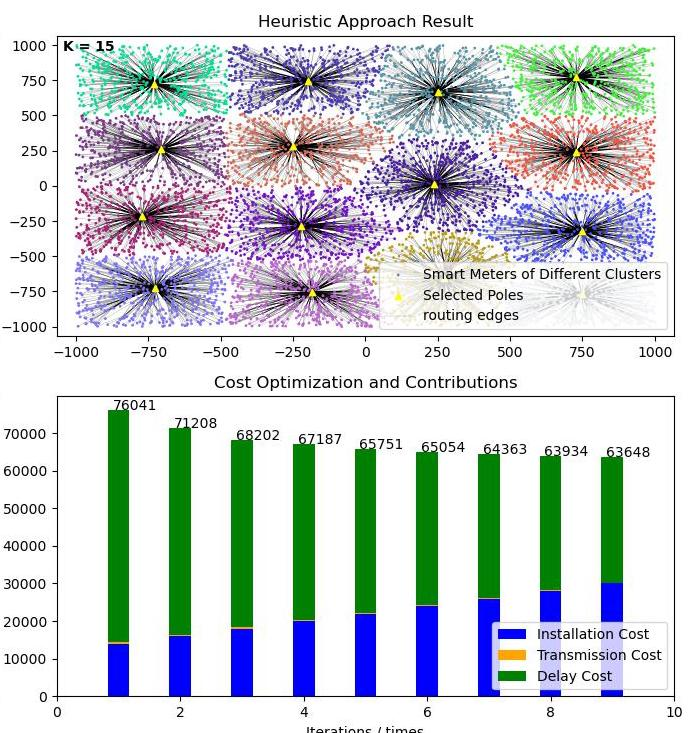 Heuristic Approach Result
K = 15
1000
750
500
250
0
−250
−500
−750
−1000
Smart Meters of Different Clusters
Selected Poles
routing edges
−1000 −750 −500 −250 0 250 500 750 1000
Cost Optimization and Contributions
76041 71208 68202 67187 65751 65054 64363 63934 63648
70000
60000
50000
40000
30000
20000
10000
0
Installation Cost
Transmission Cost
Delay Cost
0 2 4 6 8 10
Iterations / times